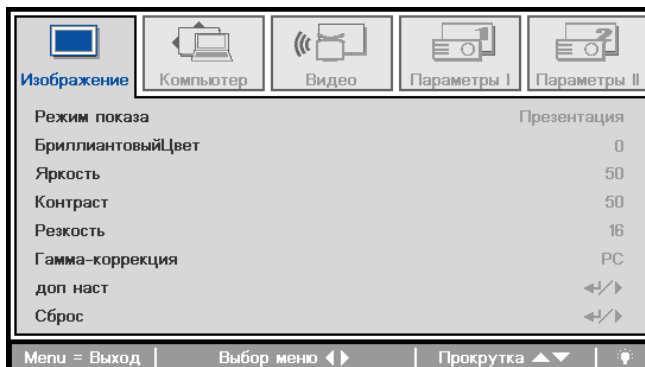 Изображение Компьютер Видео Параметры I Параметры II
Режим показа Презентация
БриллиантовыйЦвет 0
Яркость 50
Контраст 50
Резкость 16
Гамма-коррекция PC
доп наст
Сброс
Menu = Выход Выбор меню Прокрутка